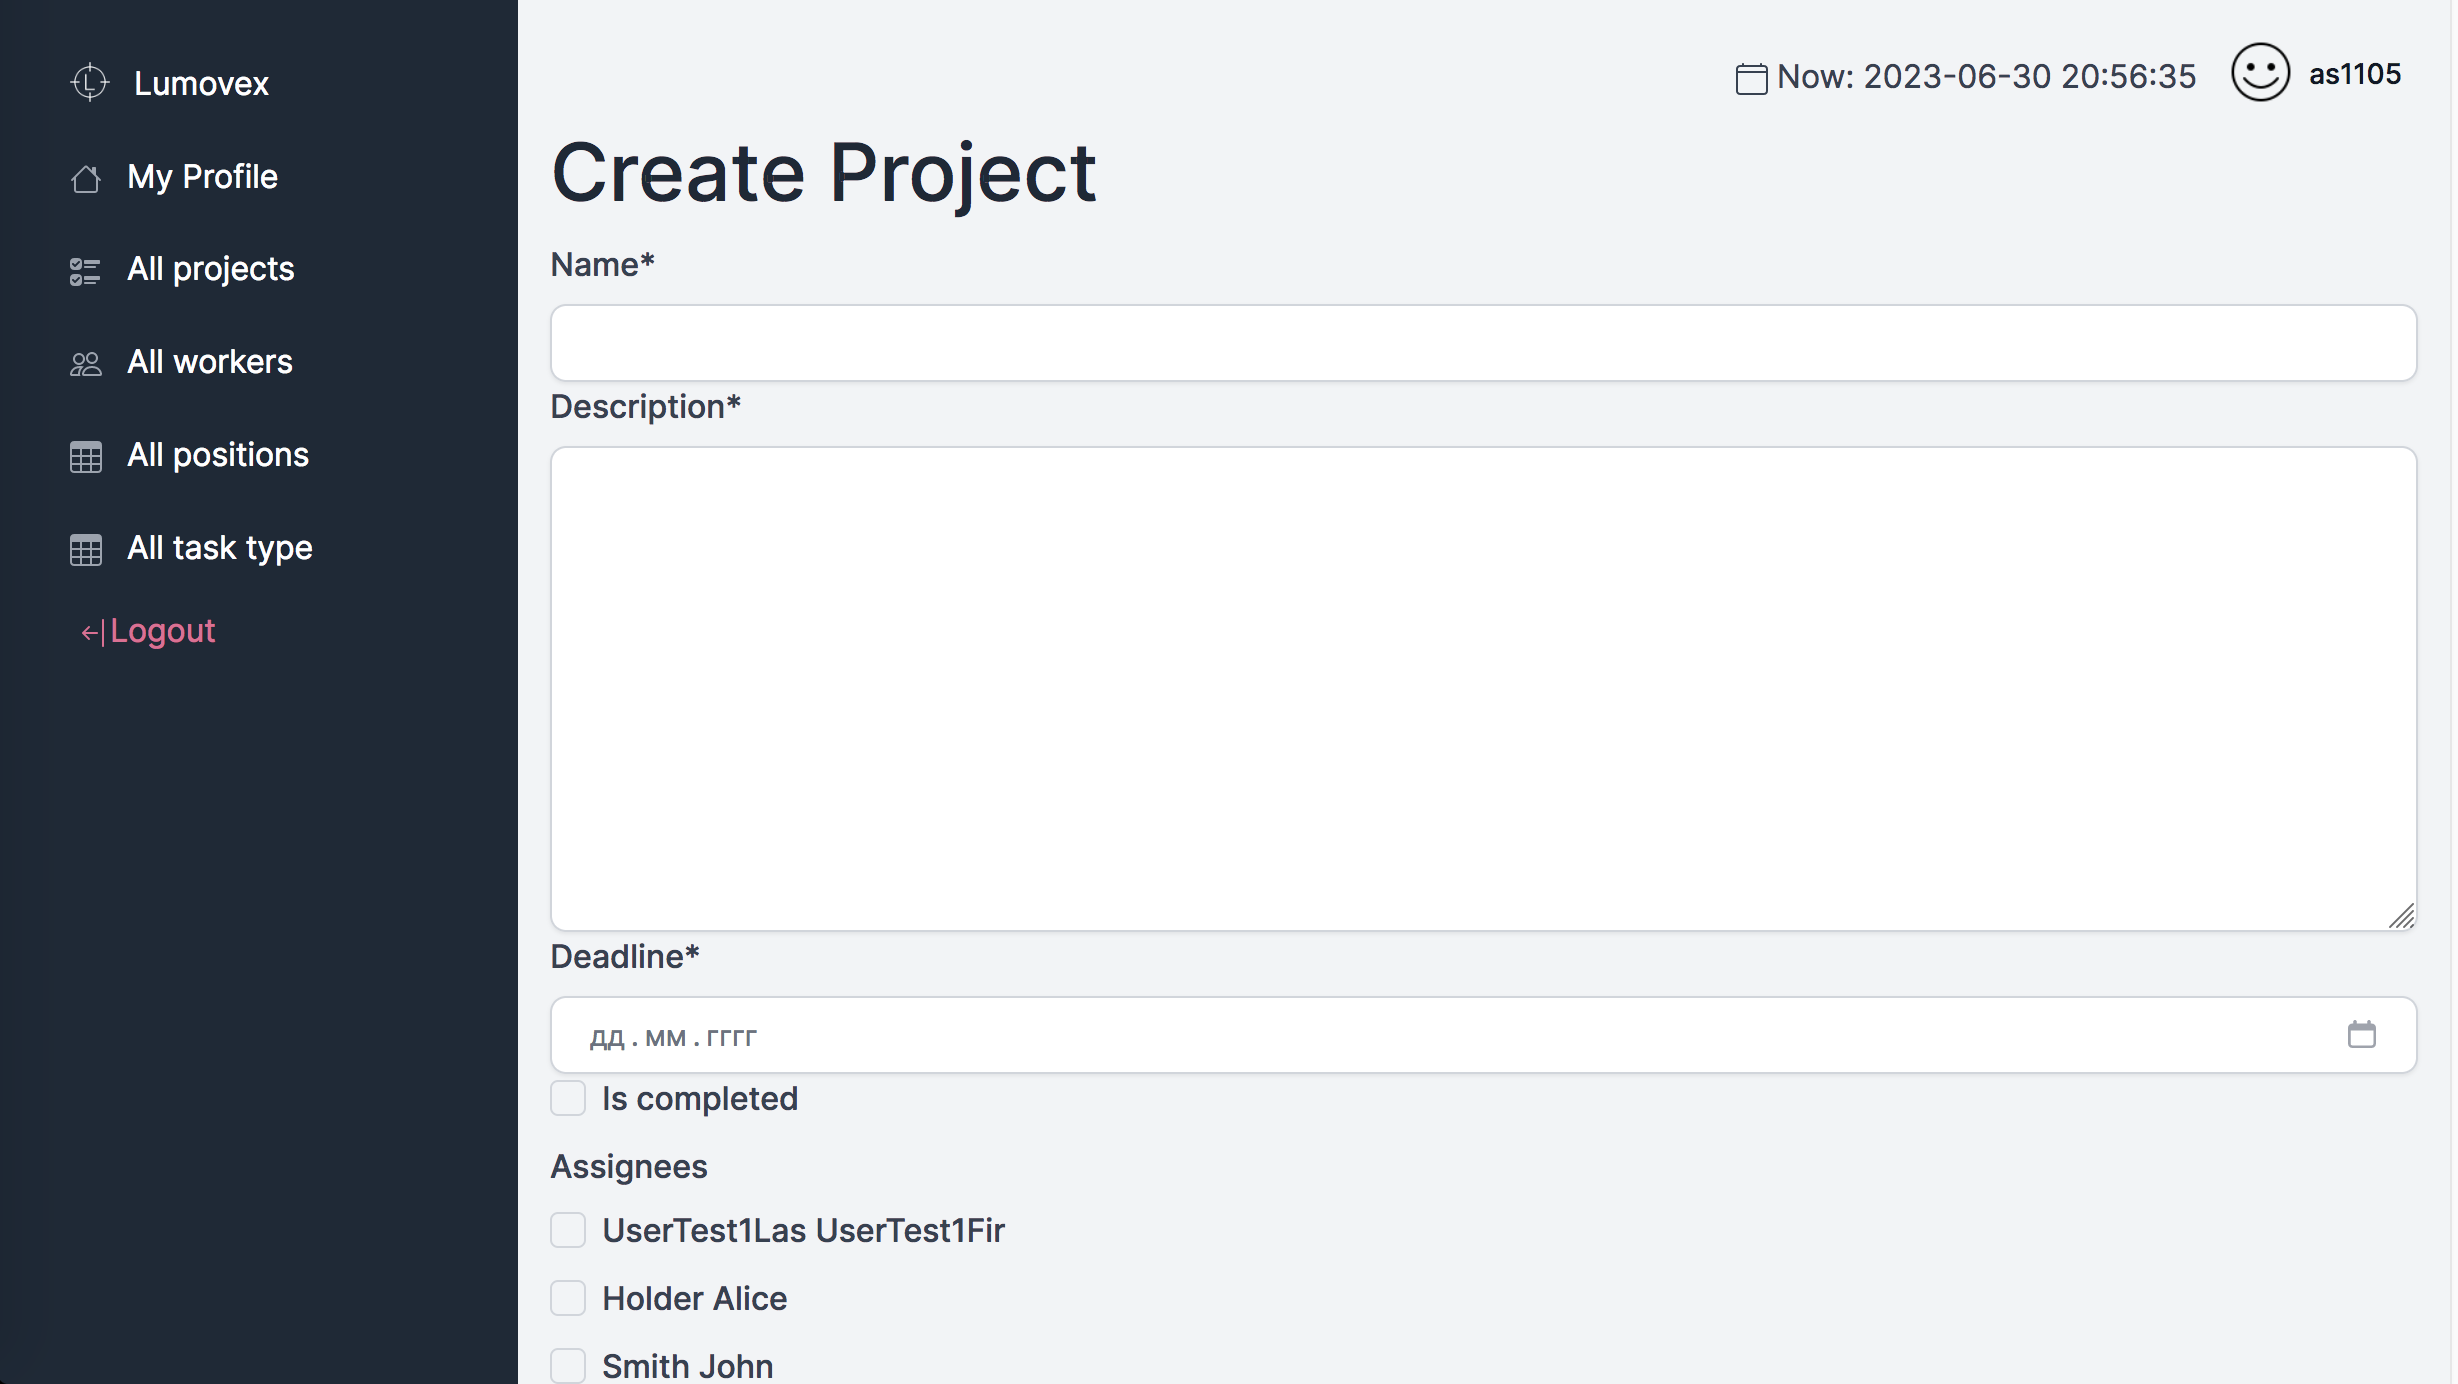 Lumovex
My Profile
All projects
All workers
All positions
All task type
Logout
Now: 2023-06-30 20:56:35
as1105
Create Project
Name*
Description*
Deadline*
дд . мм . гггг
Is completed
Assignees
UserTest1Las UserTest1Fir
Holder Alice
Smith John